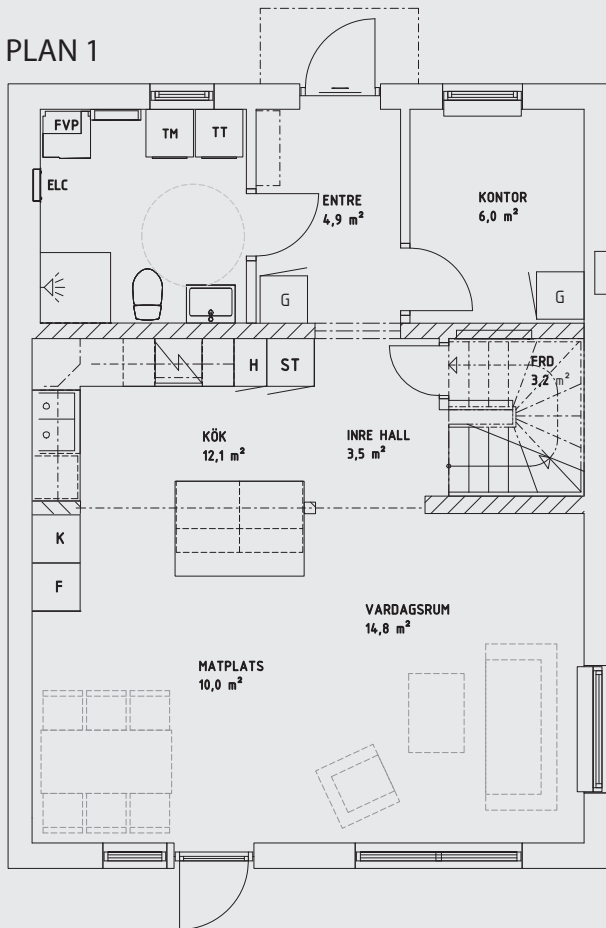 PLAN 1
FVP
TM
TT
ELC
ENTRE
4,9 m²
KONTOR
6,0 m²
G
G
H
ST
ERD
3,2 m²
KÖK
12,1 m²
INRE HALL
3,5 m²
K
F
VARDAGSRUM
14,8 m²
MATPLATS
10,0 m²